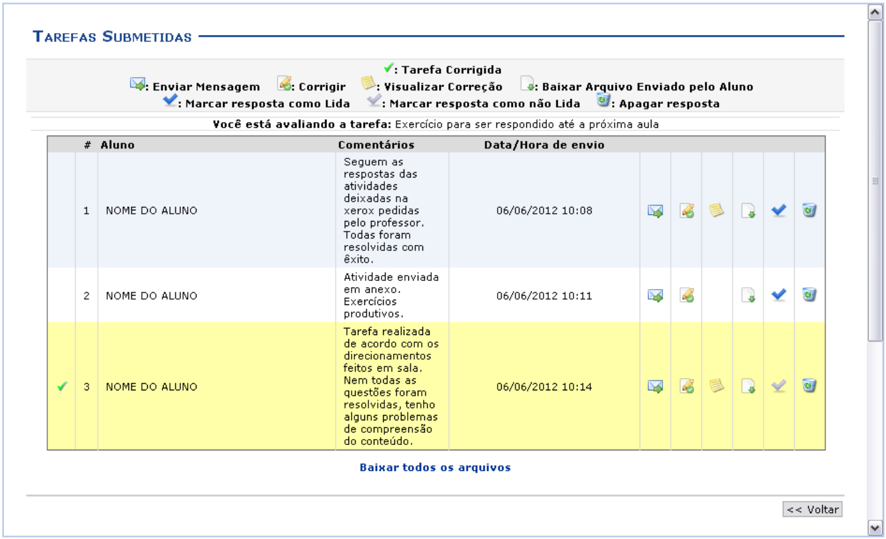 TAREFAS SUBMETIDAS
: Tarefa Corrigida
: Enviar Mensagem : Corrigir : Visualizar Correção : Baixar Arquivo Enviado pelo Aluno
: Marcar resposta como Lida : Marcar resposta como não Lida : Apagar resposta
Você está avaliando a tarefa: Exercício para ser respondido até a próxima aula
# Aluno Comentários Data/Hora de envio
Seguem as
respostas das
atividades
deixadas na
1 NOME DO ALUNO xerox pedidas 06/06/2012 10:08
pelo professor.
Todas foram
resolvidas com
êxito.
Atividade enviada
2 NOME DO ALUNO em anexo. 06/06/2012 10:11
Exercícios
produtivos.
Tarefa realizada
de acordo com os
direcionamentos
feitos em sala.
3 NOME DO ALUNO Nem todas as 06/06/2012 10:14
questões foram
resolvidas, tenho
alguns problemas
de compreensão
do conteúdo.
Baixar todos os arquivos
<< Voltar